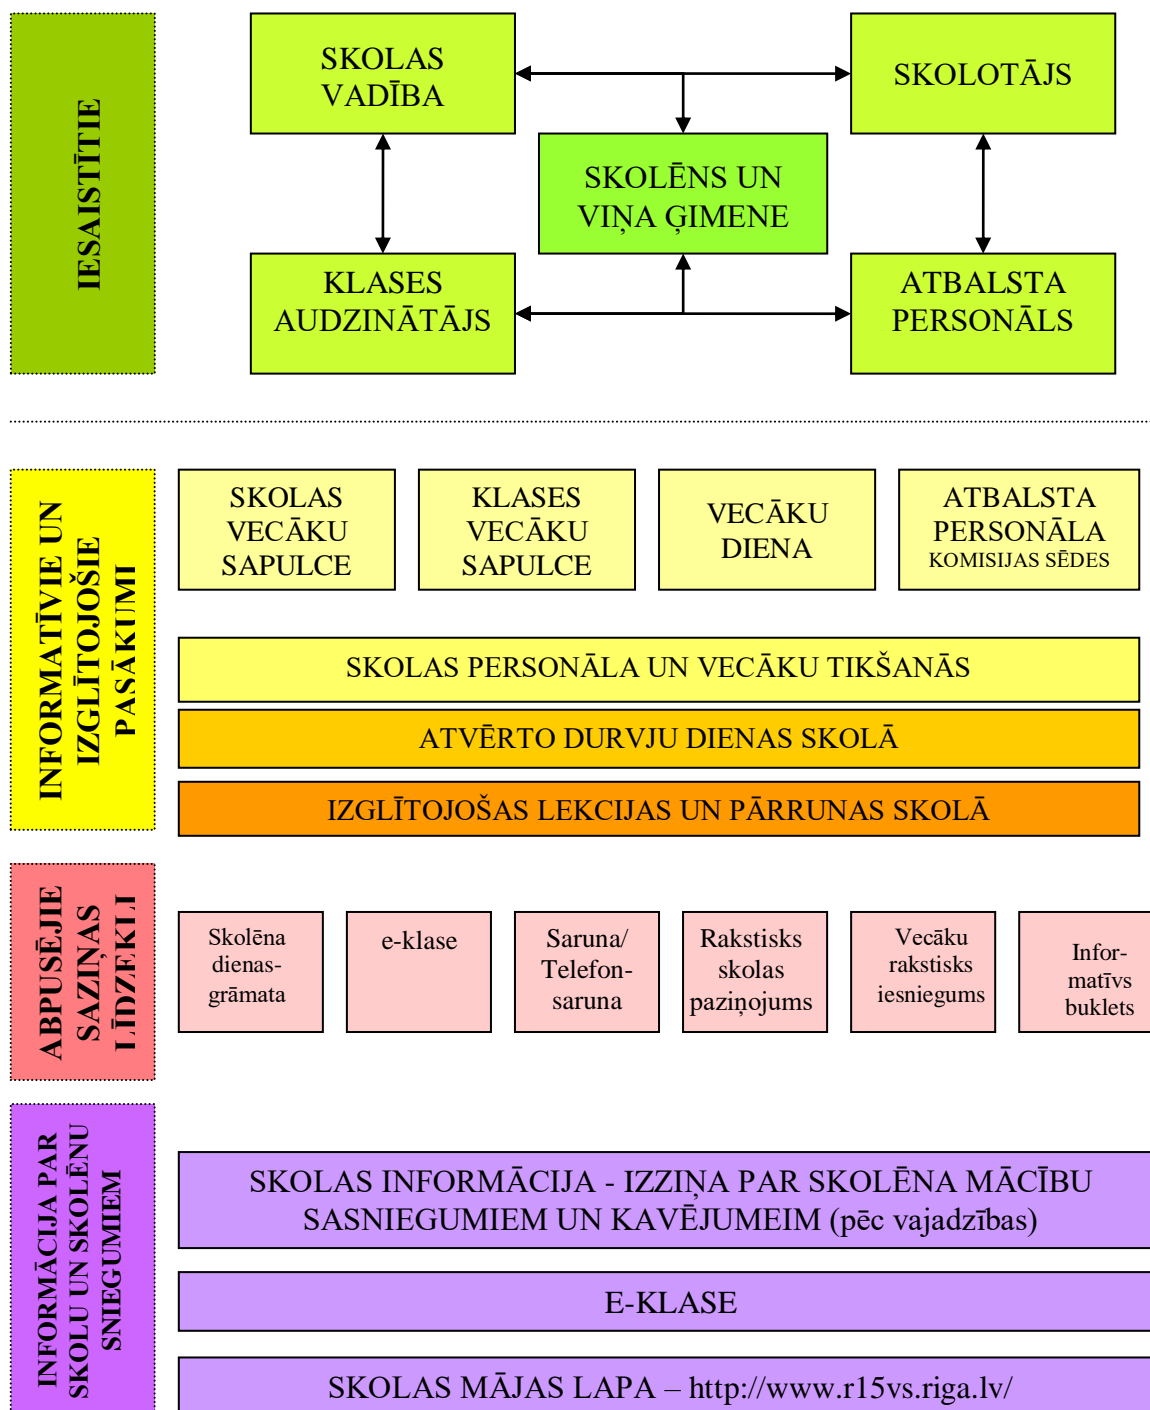 IESAISTĪTIE
SKOLAS
VADĪBA
SKOLOTĀJS
SKOLĒNS UN
VIŅA ĢIMENE
KLASES
AUDZINĀTĀJS
ATBALSTA
PERSONĀLS
INFORMATĪVIE UN
IZGLĪTOJOŠIE
PASĀKUMI
SKOLAS
VECĀKU
SAPULCE
KLASES
VECĀKU
SAPULCE
VECĀKU
DIENA
ATBALSTA
PERSONĀLA
KOMISIJAS SĒDES
SKOLAS PERSONĀLA UN VECĀKU TIKŠANĀS
ATVĒRTO DURVJU DIENAS SKOLĀ
IZGLĪTOJOŠAS LEKCIJAS UN PĀRRUNAS SKOLĀ
ABPUSĒJIE
SAZIŅAS
LĪDZEKLI
Skolēna
dienas-
grāmata
e-klase
Saruna/
Telefon-
saruna
Rakstisks
skolas
paziņojums
Vecāku
rakstisks
iesniegums
Infor-
matīvs
buklets
INFORMĀCIJA PAR
SKOLU UN SKOLĒNU
SNIEGUMIEM
SKOLAS INFORMĀCIJA - IZZIŅA PAR SKOLĒNA MĀCĪBU
SASNIEGUMIEM UN KAVĒJUMEIM (pēc vajadzības)
E-KLASE
SKOLAS MĀJAS LAPA – http://www.r15vs.riga.lv/